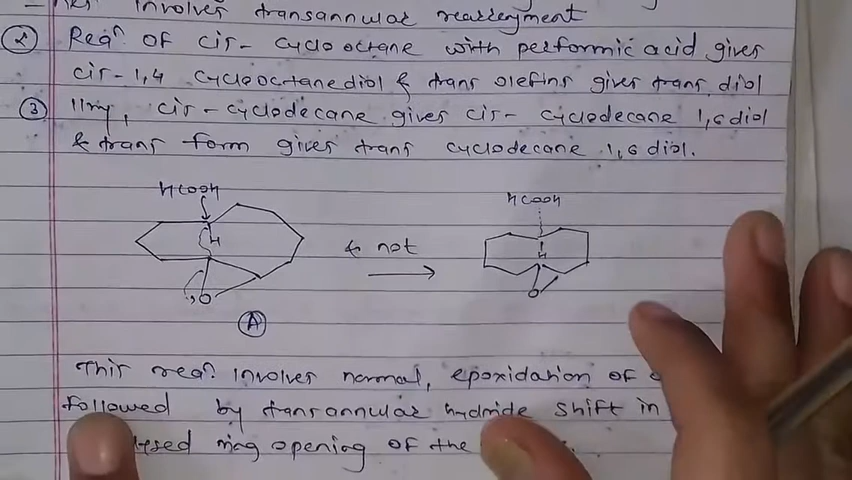 involves transannular rearrengment
② Reaⁿ of cis- cyclooctane with performic acid gives
cis-1,4 cyclooctanediol & trans olefins gives trans diol
③ llrly, cis-cyclodecane gives cis- cyclodecane 1,6 diol
& trans form gives trans cyclodecane 1,6 diol.
HCOOH
HCOOH
H
& not
H
O
O
A
This reaⁿ involves normal, epoxidation of
followed by transannular hydride shift in
ring opening of the